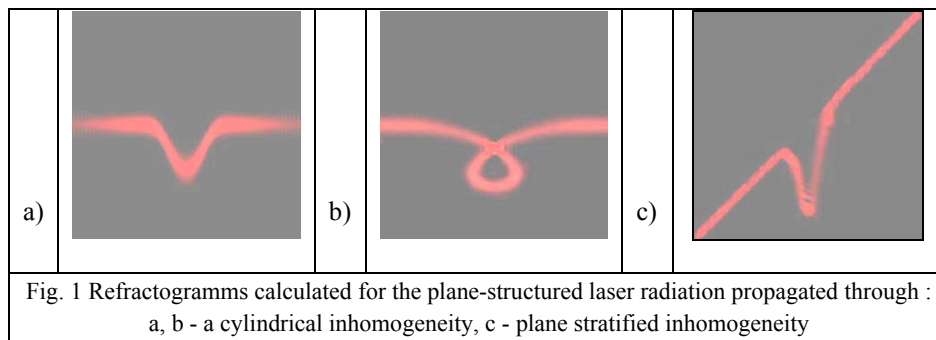 a) b) c)
Fig. 1 Refractogramms calculated for the plane-structured laser radiation propagated through :
a, b - a cylindrical inhomogeneity, c - plane stratified inhomogeneity